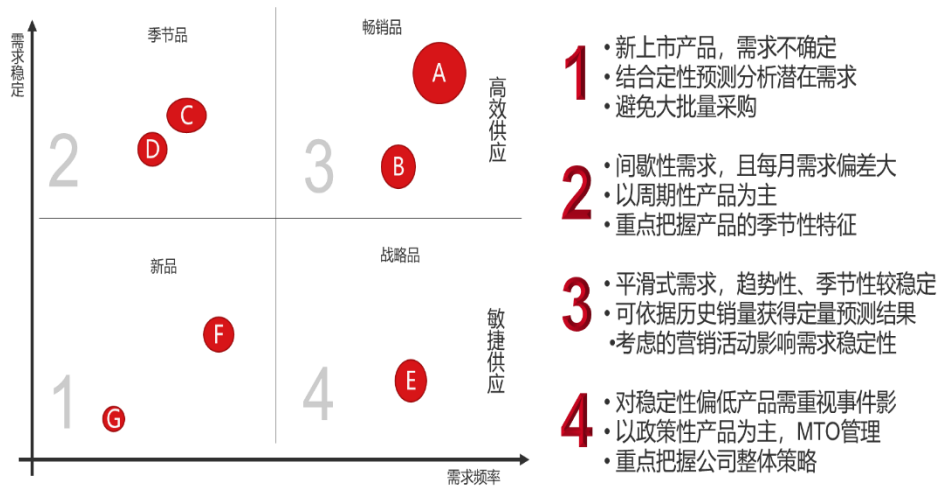 需求稳定
季节品
畅销品
A
C
D
B
高效供应
2
3
新品
战略品
F
E
G
敏捷供应
1
4
需求频率
1
• 新上市产品，需求不确定
• 结合定性预测分析潜在需求
• 避免大批量采购
2
• 间歇性需求，且每月需求偏差大
• 以周期性产品为主
• 重点把握产品的季节性特征
3
• 平滑式需求，趋势性、季节性较稳定
• 可依据历史销量获得定量预测结果
•考虑的营销活动影响需求稳定性
4
• 对稳定性偏低产品需重视事件影
• 以政策性产品为主，MTO管理
• 重点把握公司整体策略